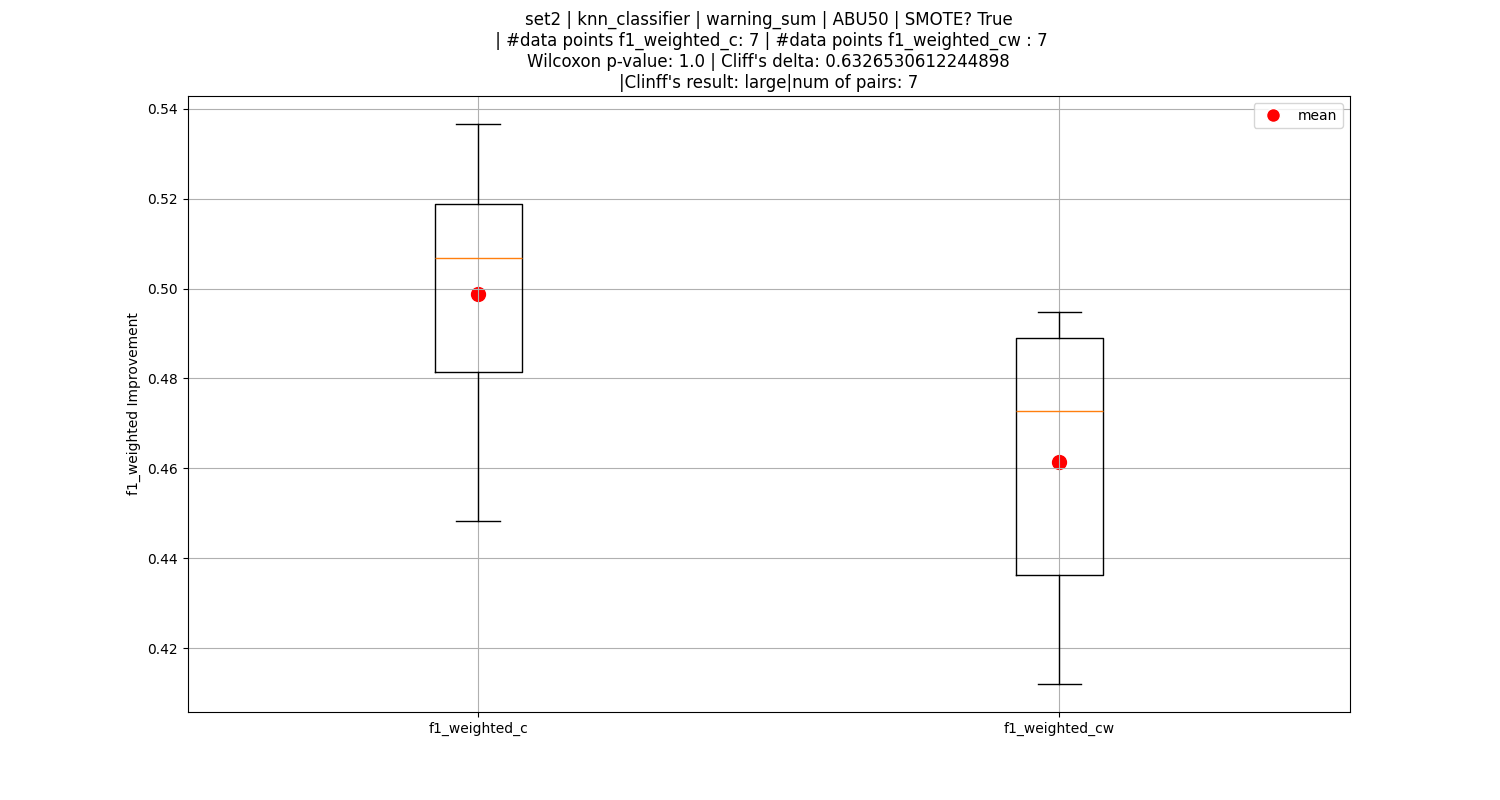 set2 | knn_classifier | warning_sum | ABU50 | SMOTE? True
| #data points f1_weighted_c: 7 | #data points f1_weighted_cw : 7
Wilcoxon p-value: 1.0 | Cliff's delta: 0.6326530612244898
|Clinff's result: large|num of pairs: 7
mean
f1_weighted Improvement
0.54
0.52
0.50
0.48
0.46
0.44
0.42
f1_weighted_c
f1_weighted_cw